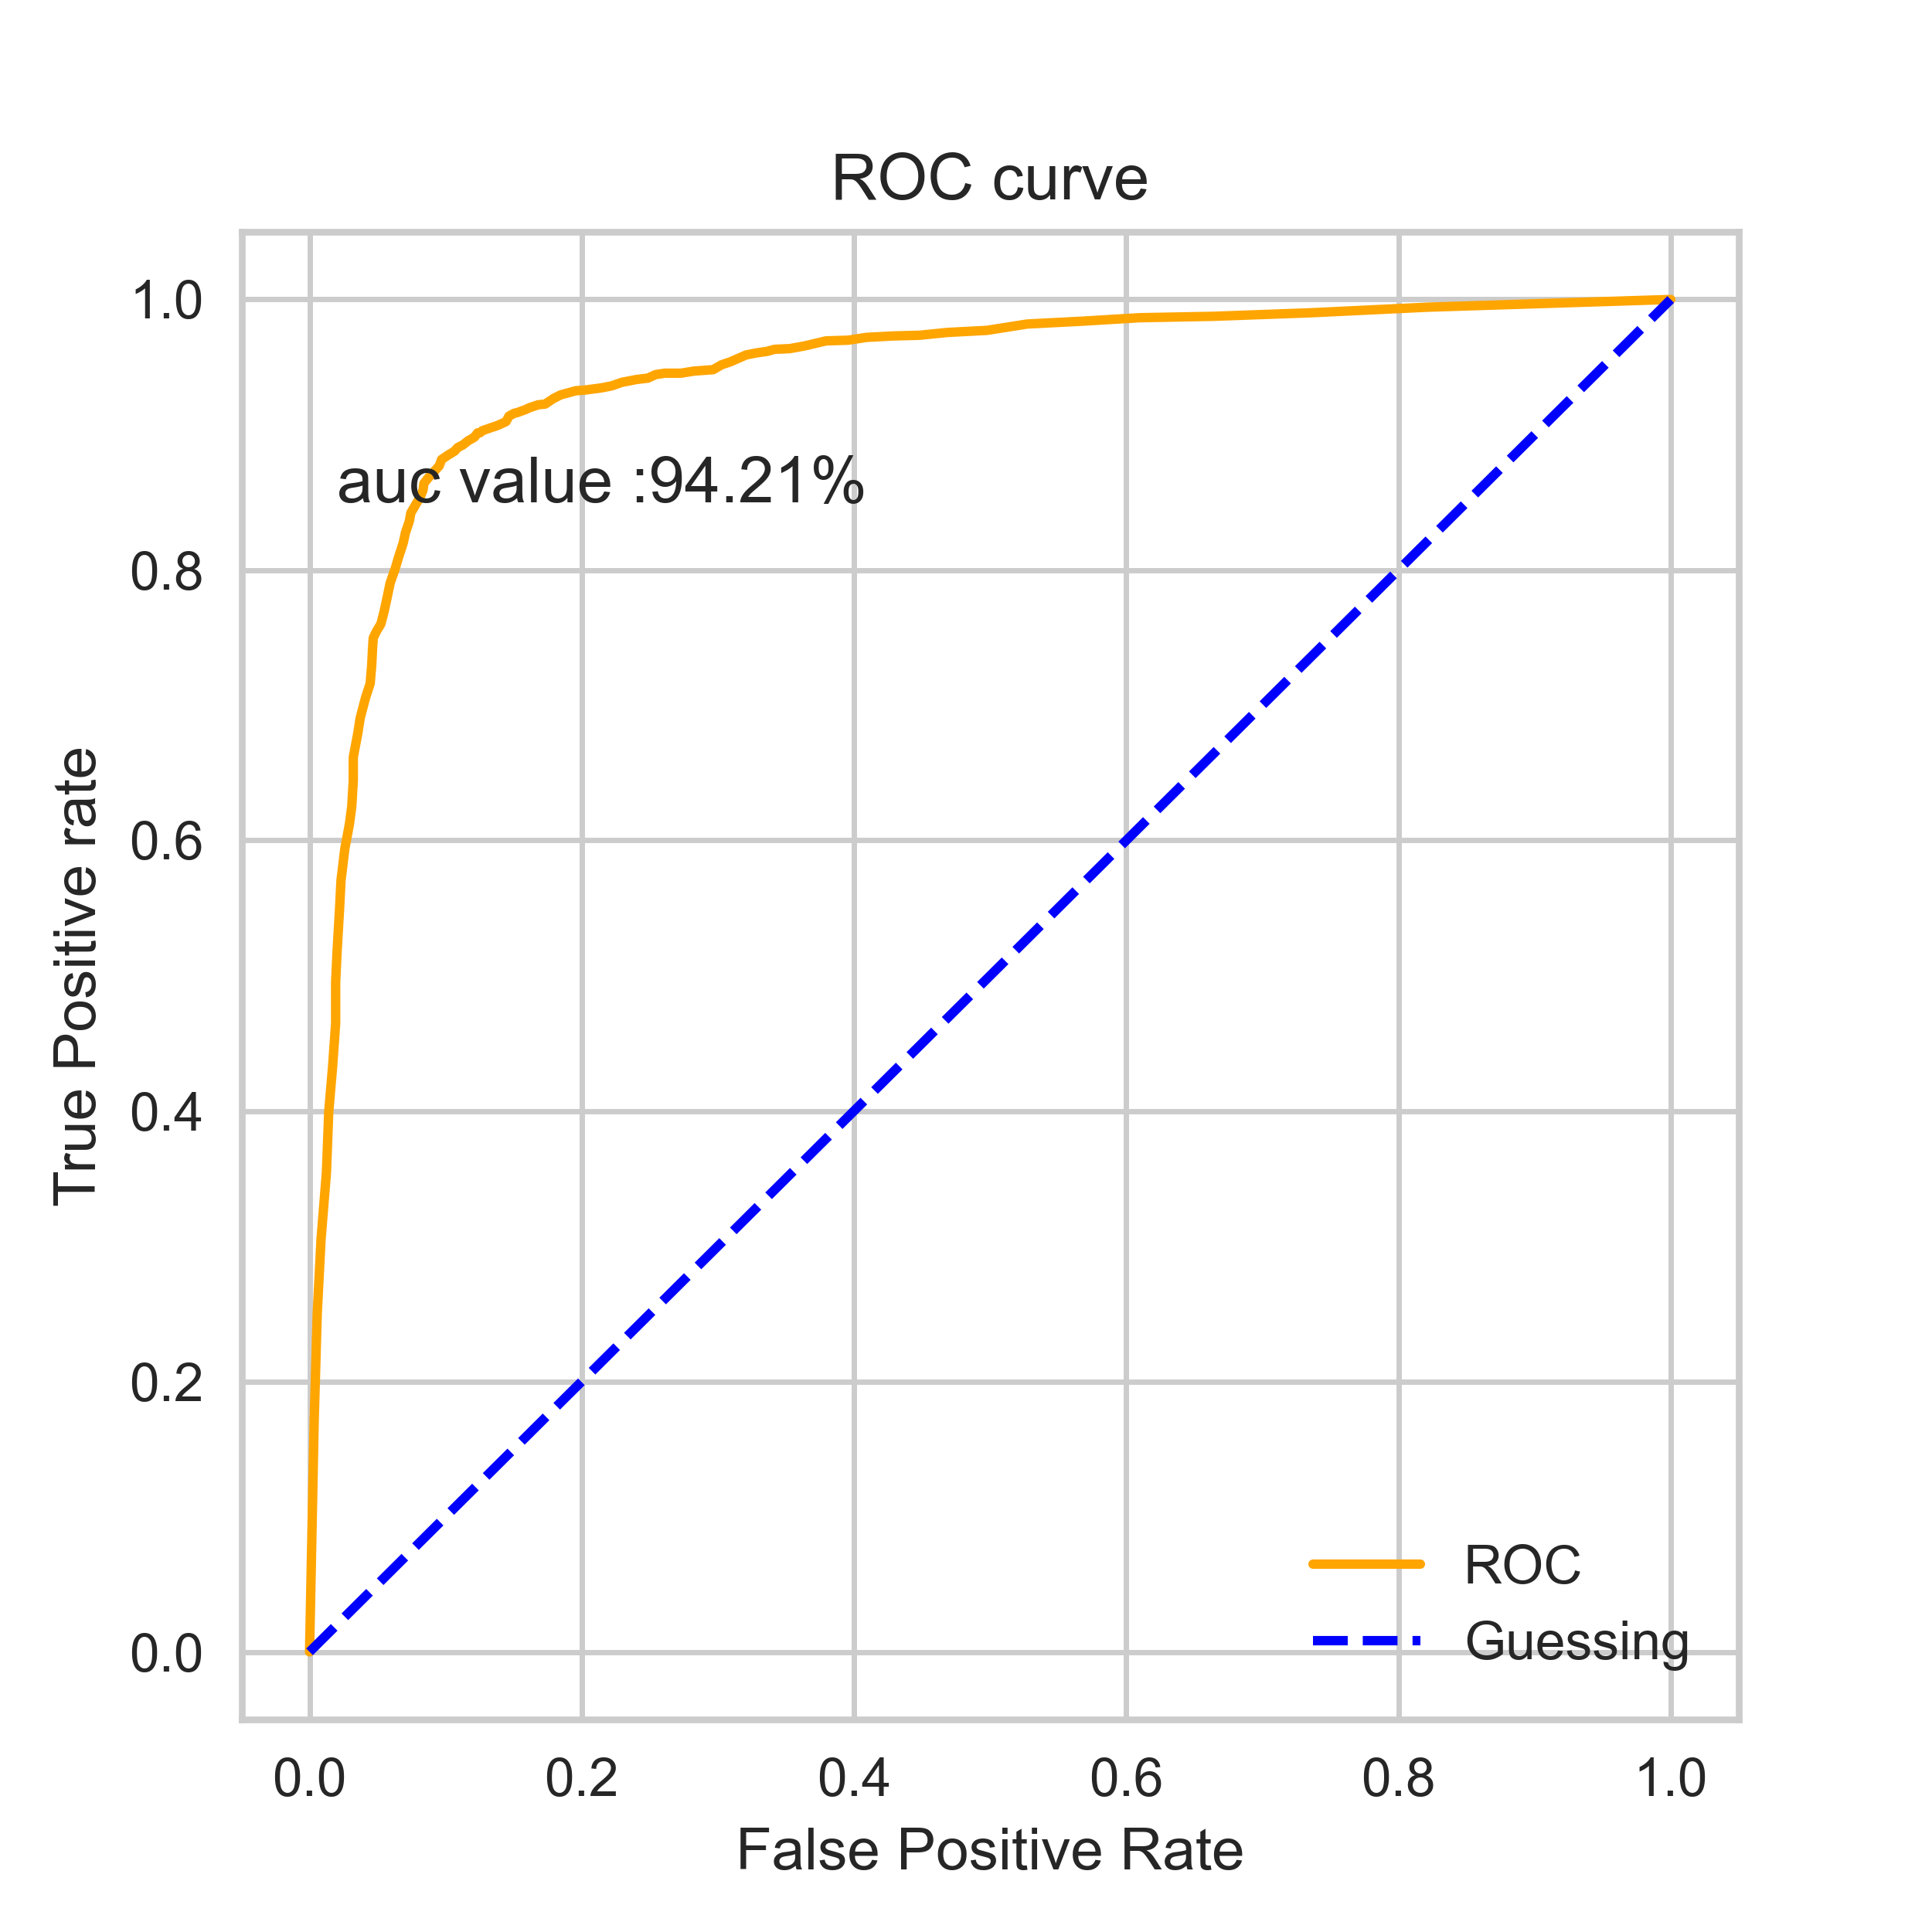 ROC curve
1.0
auc value :94.21%
0.8
0.6
0.4
0.2
0.0
True Positive rate
ROC
Guessing
0.0 0.2 0.4 0.6 0.8 1.0
False Positive Rate